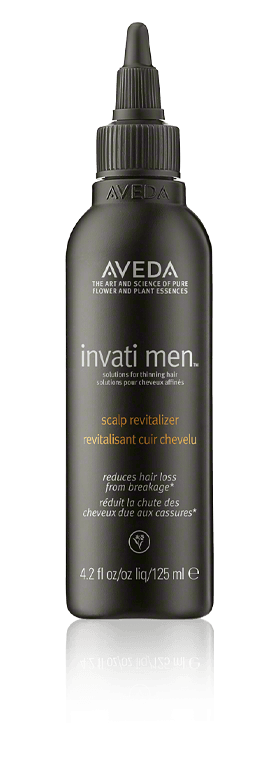 AVEDA
AVEDA
THE ART AND SCIENCE OF PURE
FLOWER AND PLANT ESSENCES
invati men™
solutions for thinning hair
solutions pour cheveux affinés
scalp revitalizer
revitalisant cuir chevelu
reduces hair loss
from breakage*
réduit la chute des
cheveux due aux cassures*
4.2 fl oz/oz liq/125 ml ℮